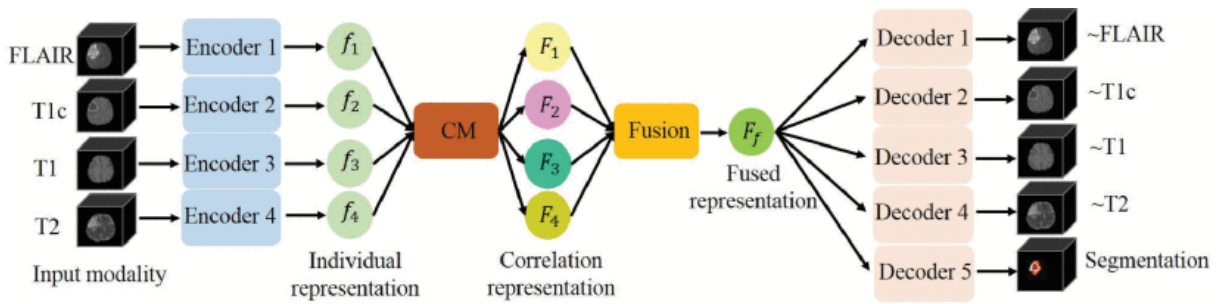 FLAIR
T1c
T1
T2
Input modality
Encoder 1
Encoder 2
Encoder 3
Encoder 4
f₁
f₂
f₃
f₄
Individual
representation
CM
F₁
F₂
F₃
F₄
Correlation
representation
Fusion
F_f
Fused
representation
Decoder 1
Decoder 2
Decoder 3
Decoder 4
Decoder 5
~FLAIR
~T1c
~T1
~T2
Segmentation